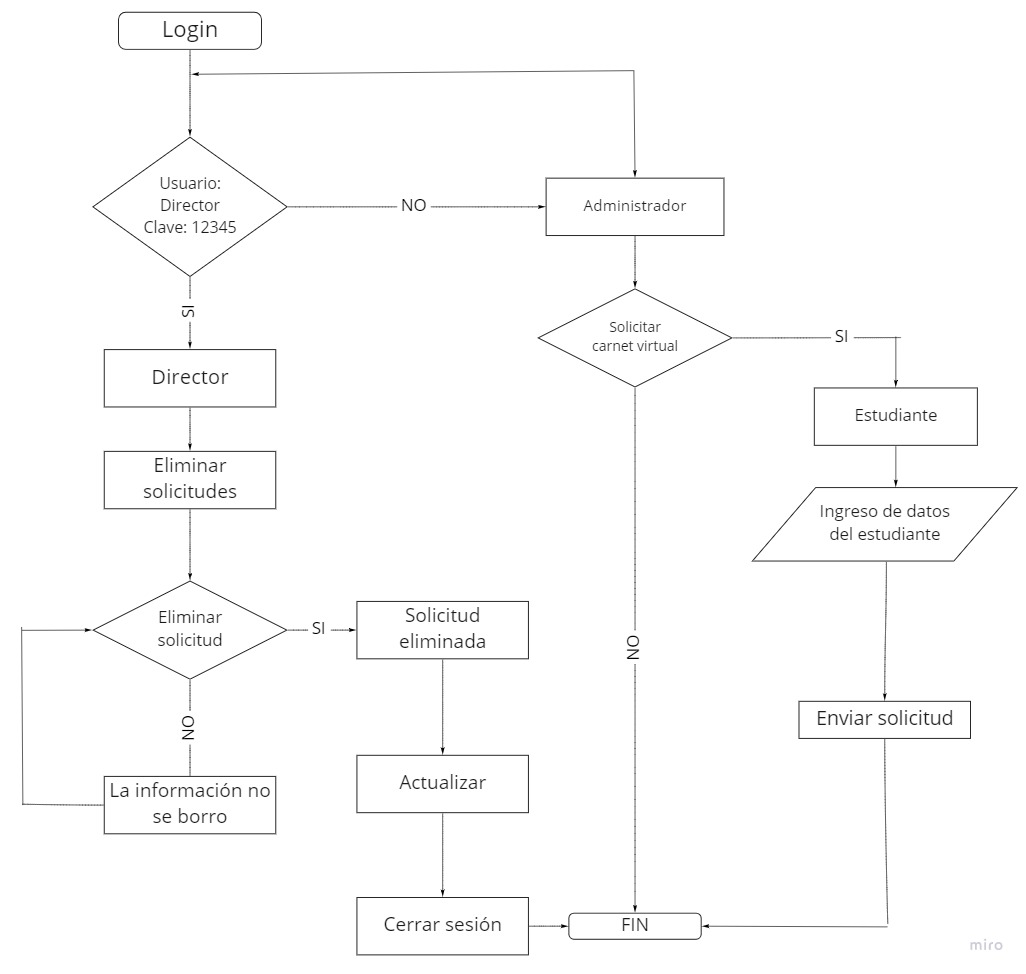 Login
Usuario:
Director
Clave: 12345
NO
Administrador
SI
Solicitar
carnet virtual
SI
Director
Estudiante
Eliminar
solicitudes
Ingreso de datos
del estudiante
Eliminar
solicitud
SI
Solicitud
eliminada
NO
NO
Enviar solicitud
La información no
se borro
Actualizar
Cerrar sesión
FIN
miro